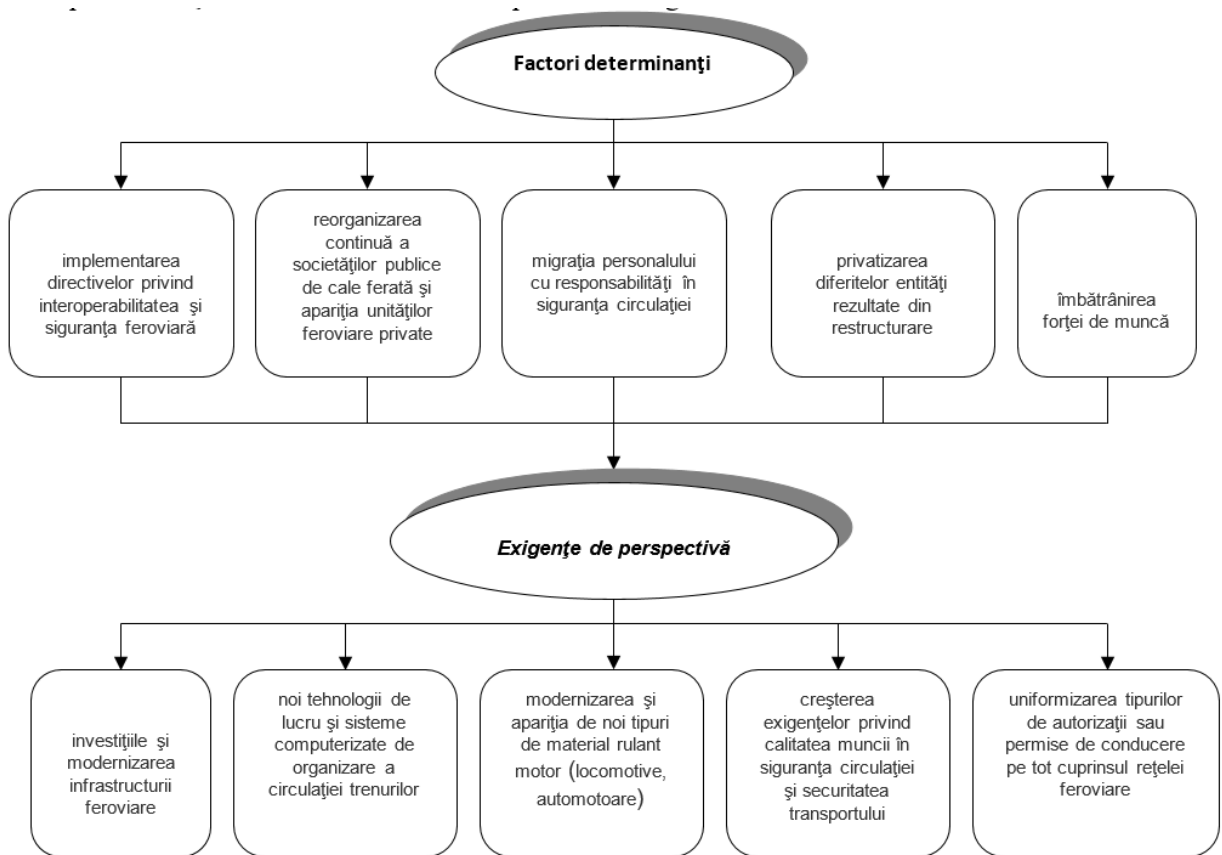 Factori determinanţi
implementarea
directivelor privind
interoperabilitatea şi
siguranţa feroviară
reorganizarea
continuă a
societăţilor publice
de cale ferată şi
apariţia unităţilor
feroviare private
migraţia personalului
cu responsabilităţi în
siguranţa circulaţiei
privatizarea
diferitelor entităţi
rezultate din
restructurare
îmbătrânirea
forţei de muncă
Exigenţe de perspectivă
investiţiile şi
modernizarea
infrastructurii
feroviare
noi tehnologii de
lucru şi sisteme
computerizate de
organizare a
circulaţiei trenurilor
modernizarea şi
apariţia de noi tipuri
de material rulant
motor (locomotive,
automotoare)
creşterea
exigenţelor privind
calitatea muncii în
siguranţa circulaţiei
şi securitatea
transportului
uniformizarea tipurilor
de autorizaţii sau
permise de conducere
pe tot cuprinsul reţelei
feroviare